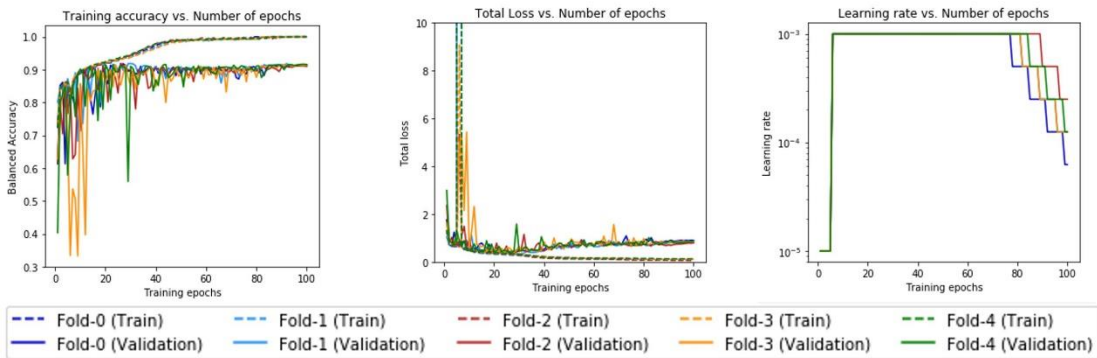 Training accuracy vs. Number of epochs
Balanced Accuracy
1.0
0.9
0.8
0.7
0.6
0.5
0.4
0.3
0 20 40 60 80 100
Training epochs
Total Loss vs. Number of epochs
Total loss
10
8
6
4
2
0
0 20 40 60 80 100
Training epochs
Learning rate vs. Number of epochs
Learning rate
10⁻³
10⁻⁴
10⁻⁵
0 20 40 60 80 100
Training epochs
Fold-0 (Train) Fold-1 (Train) Fold-2 (Train) Fold-3 (Train) Fold-4 (Train)
Fold-0 (Validation) Fold-1 (Validation) Fold-2 (Validation) Fold-3 (Validation) Fold-4 (Validation)